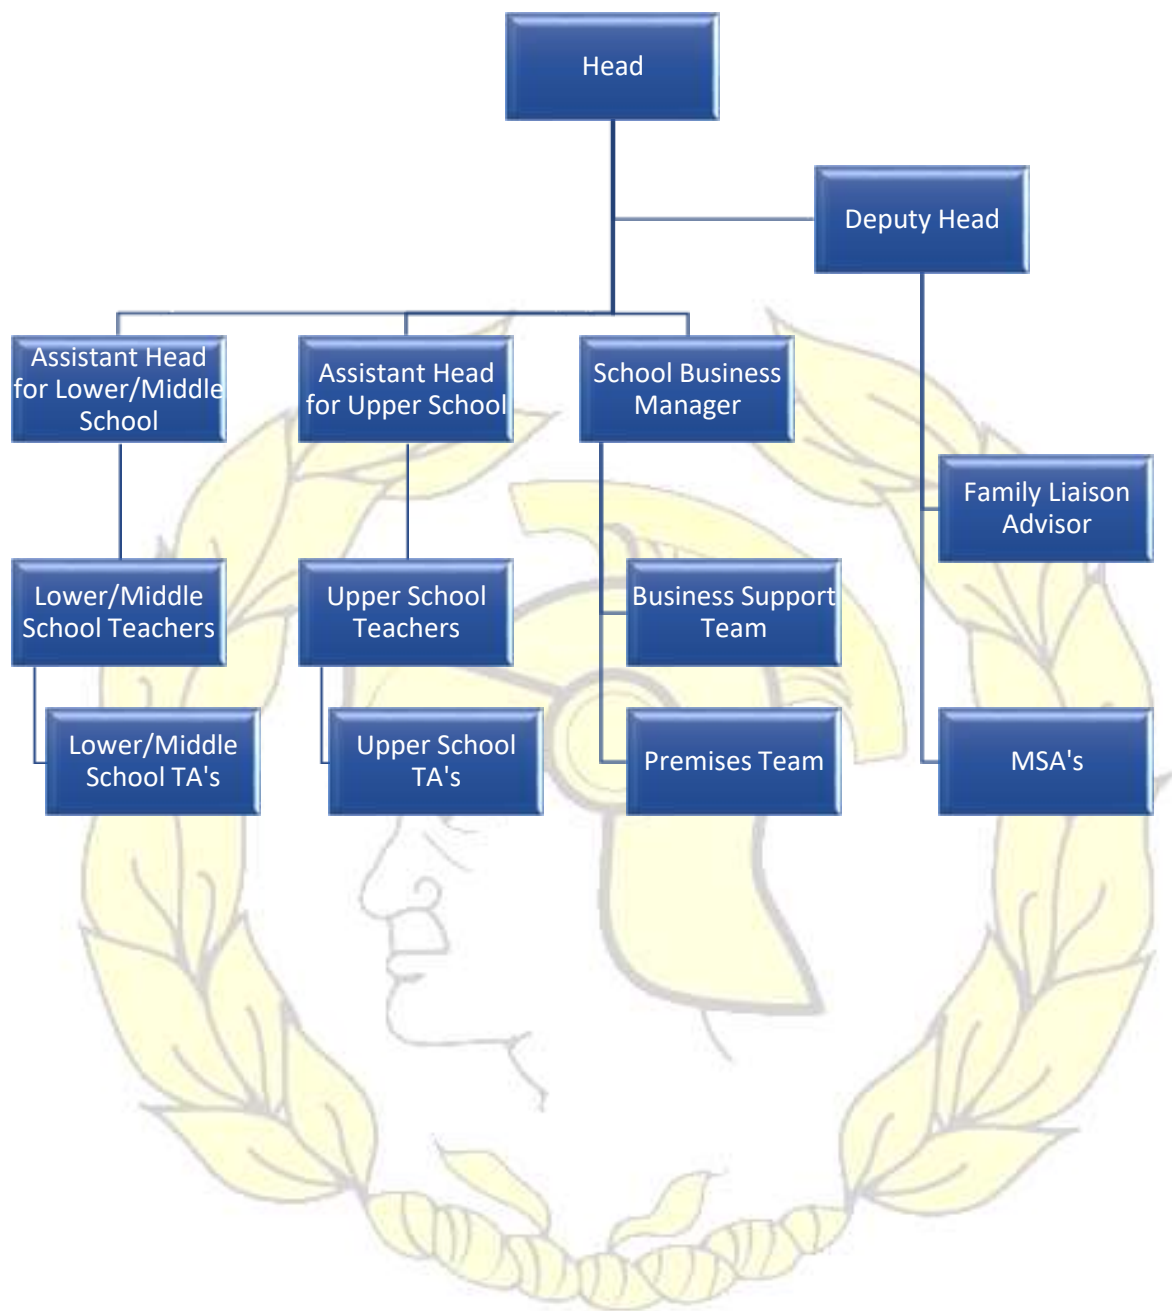 Head
Deputy Head
Assistant Head
for Lower/Middle
School
Assistant Head
for Upper School
School Business
Manager
Family Liaison
Advisor
Lower/Middle
School Teachers
Upper School
Teachers
Business Support
Team
Lower/Middle
School TA's
Upper School
TA's
Premises Team
MSA's